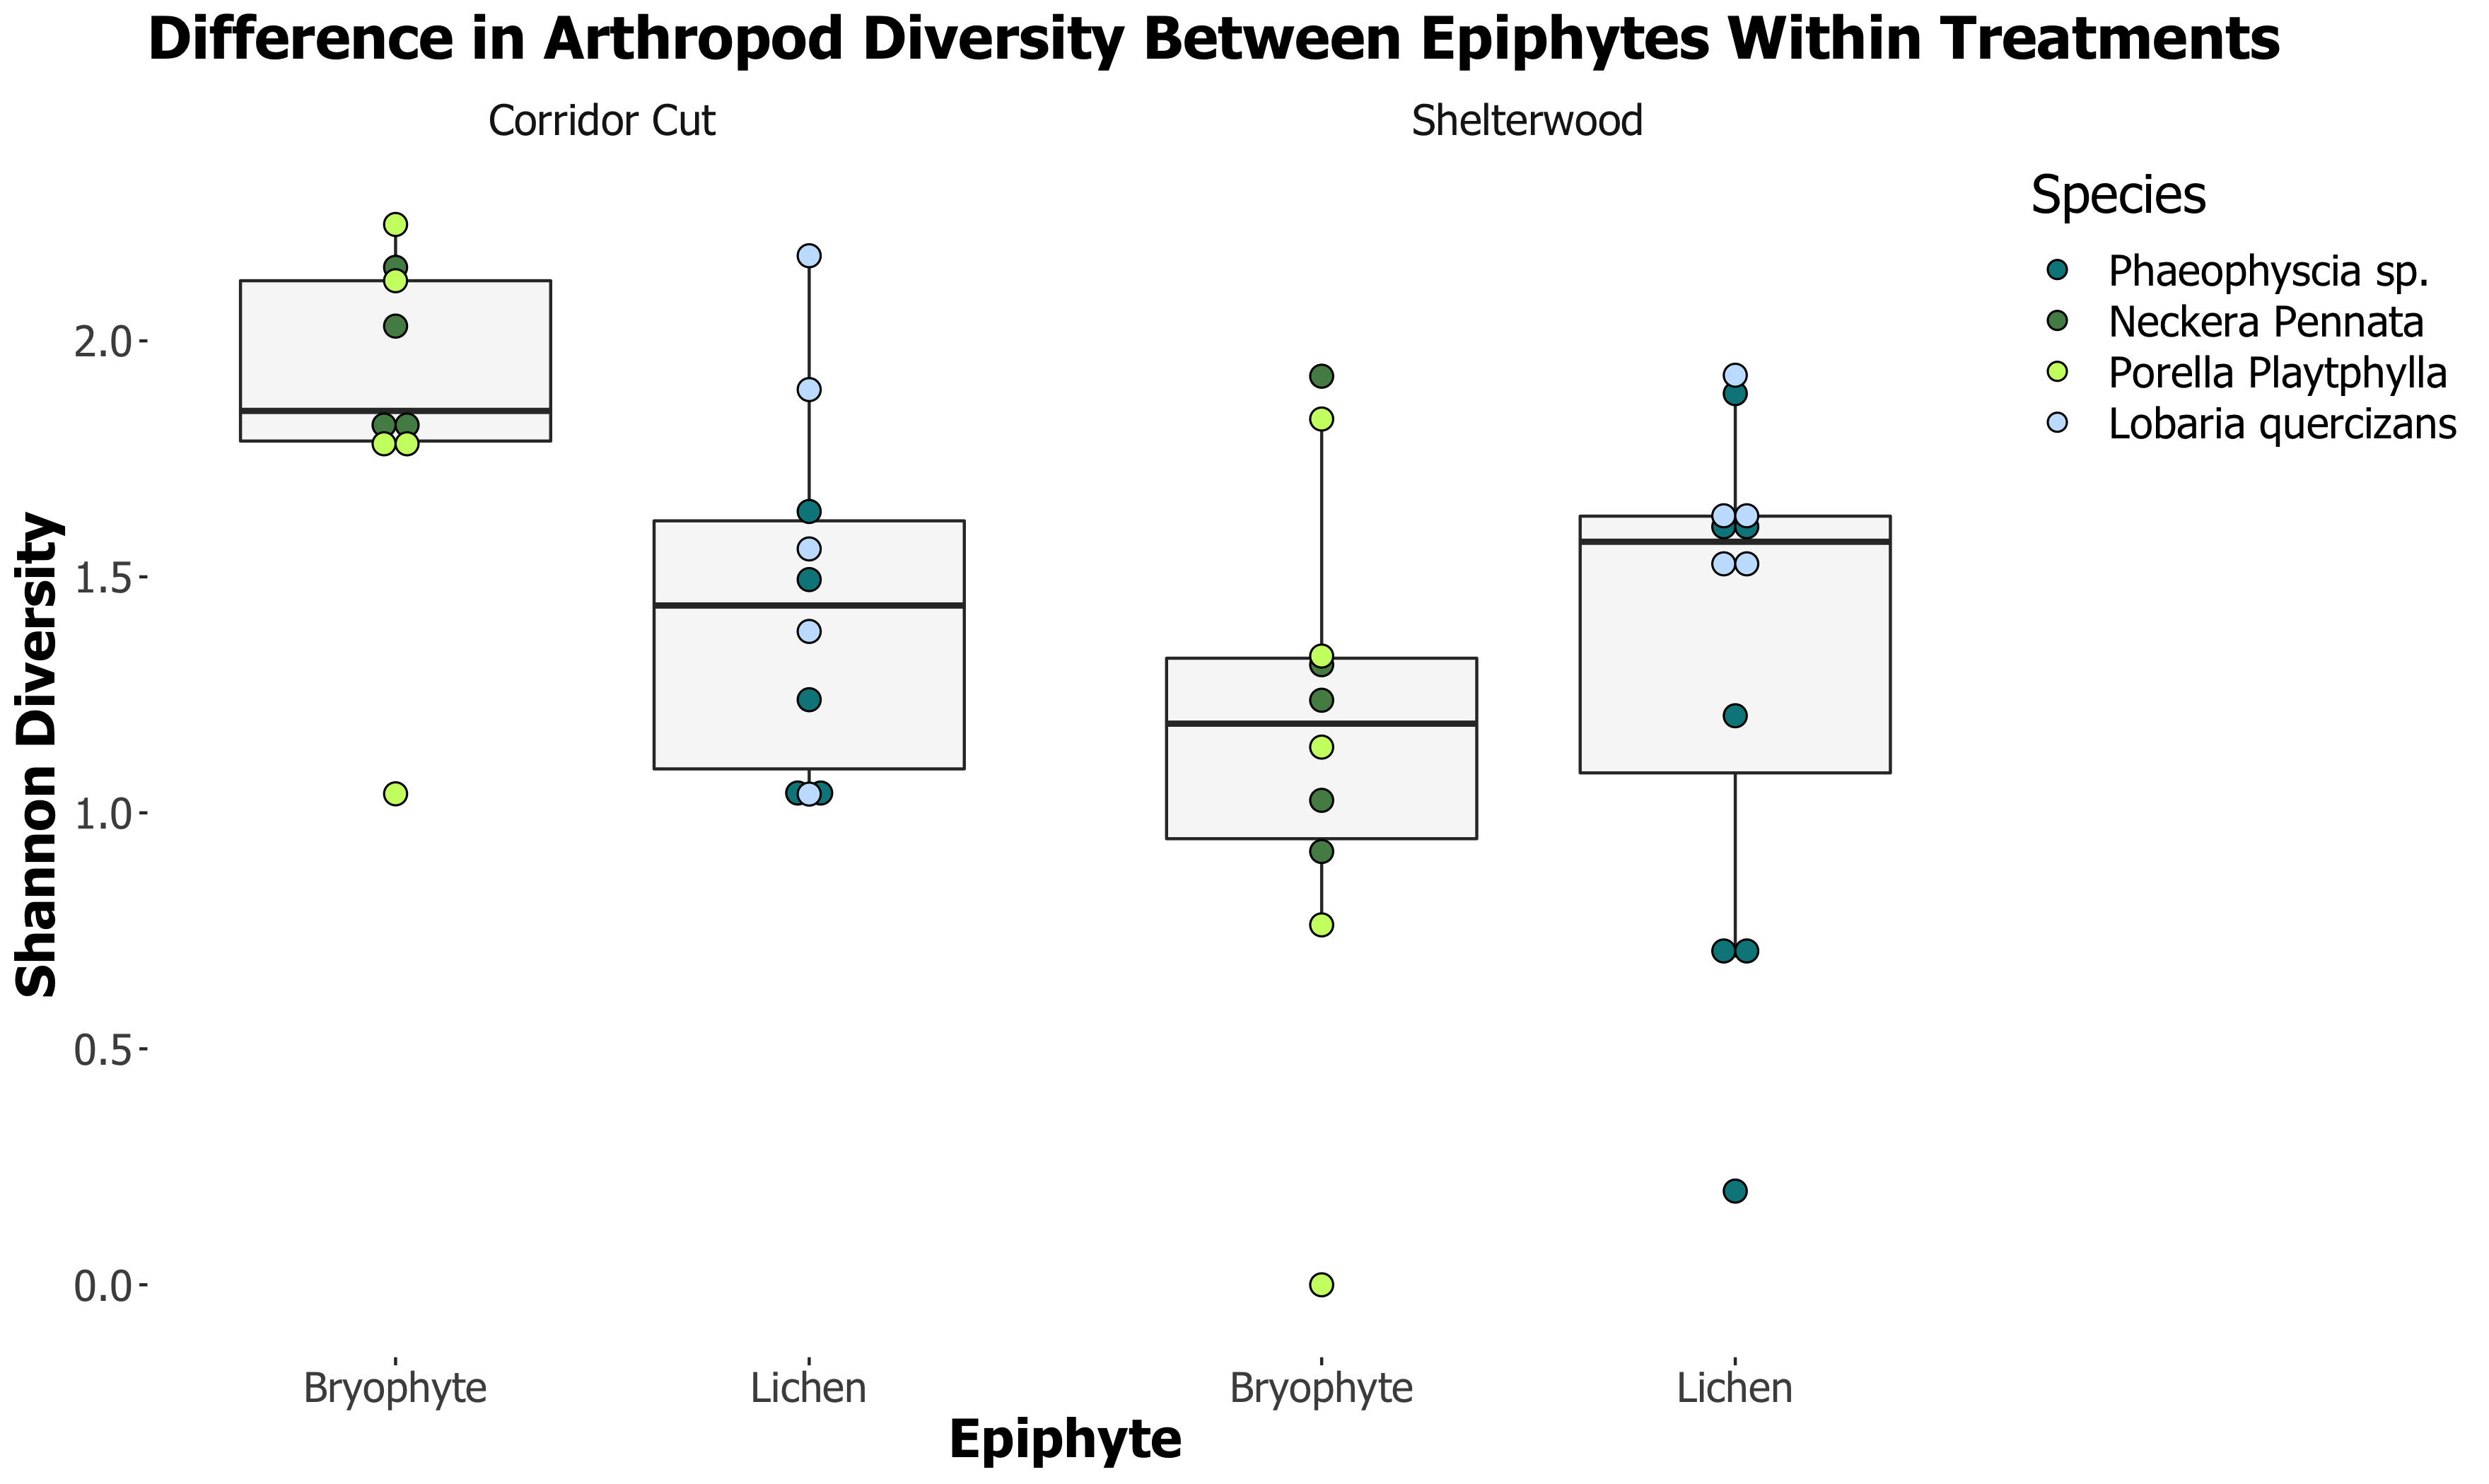 Difference in Arthropod Diversity Between Epiphytes Within Treatments
Corridor Cut
Shelterwood
Species
Phaeophyscia sp.
Neckera Pennata
Porella Playtphylla
Lobaria quercizans
Shannon Diversity
2.0
1.5
1.0
0.5
0.0
Bryophyte
Lichen
Bryophyte
Lichen
Epiphyte